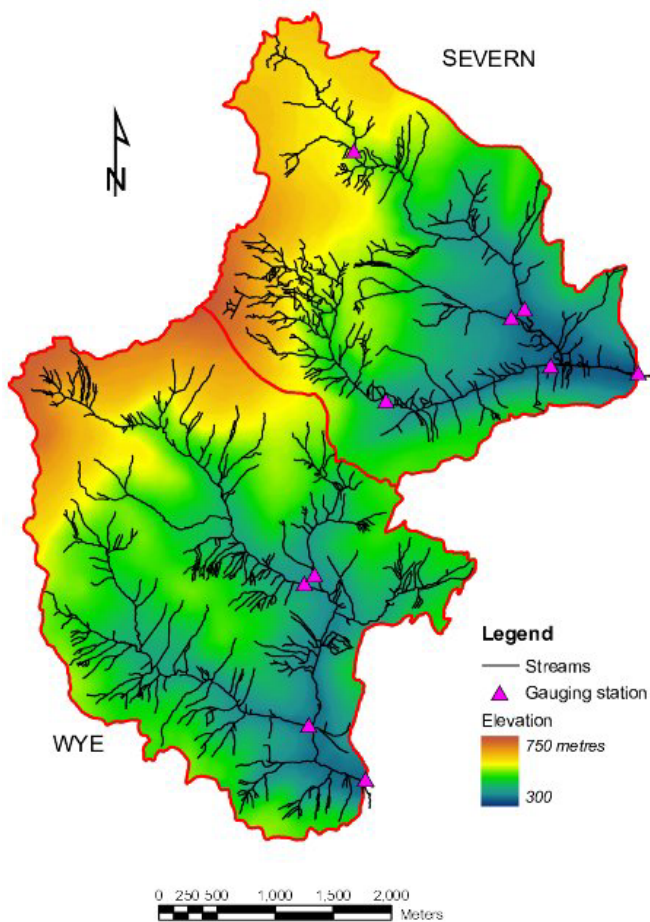 SEVERN
N
WYE
Legend
Streams
Gauging station
Elevation
750 metres
300
0 250 500 1,000 1,500 2,000
Meters